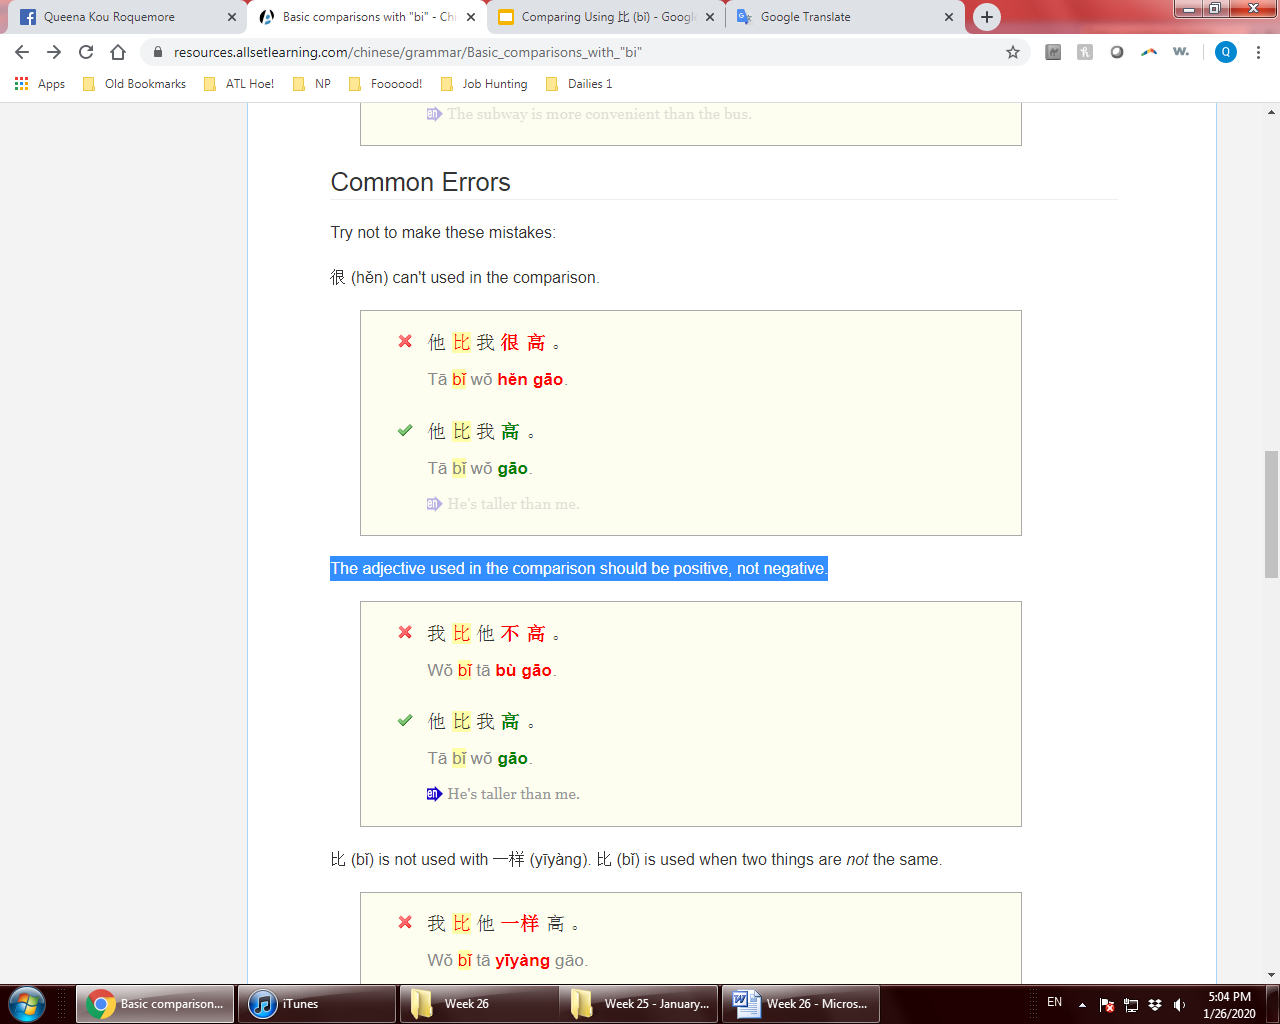 Queena Kou Roquemore
Basic comparisons with "bi" - Chi
Comparing Using 比 (bǐ) - Googl
Google Translate
resources.allsetlearning.com/chinese/grammar/Basic_comparisons_with_"bi"
Q
Apps
Old Bookmarks
ATL Hoe!
NP
Foooood!
Job Hunting
Dailies 1
en The subway is more convenient than the bus.
Common Errors
Try not to make these mistakes:
很 (hěn) can't used in the comparison.
他 比 我 很 高 。
Tā bǐ wǒ hěn gāo.
他 比 我 高 。
Tā bǐ wǒ gāo.
en He's taller than me.
The adjective used in the comparison should be positive, not negative.
我 比 他 不 高 。
Wǒ bǐ tā bù gāo.
他 比 我 高 。
Tā bǐ wǒ gāo.
en He's taller than me.
比 (bǐ) is not used with 一样 (yīyàng). 比 (bǐ) is used when two things are not the same.
我 比 他 一样 高 。
Wǒ bǐ tā yīyàng gāo.
Basic comparison...
iTunes
Week 26
Week 25 - January...
Week 26 - Micros...
EN
5:04 PM
1/26/2020